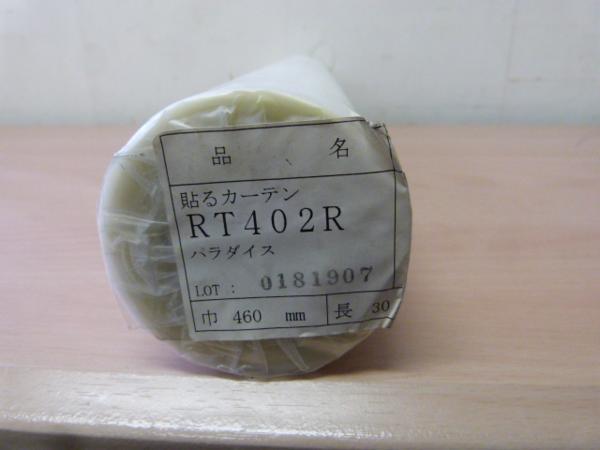 品名
貼るカーテン
RT402R
パラダイス
LOT : 0181907
巾 460 mm 長 30